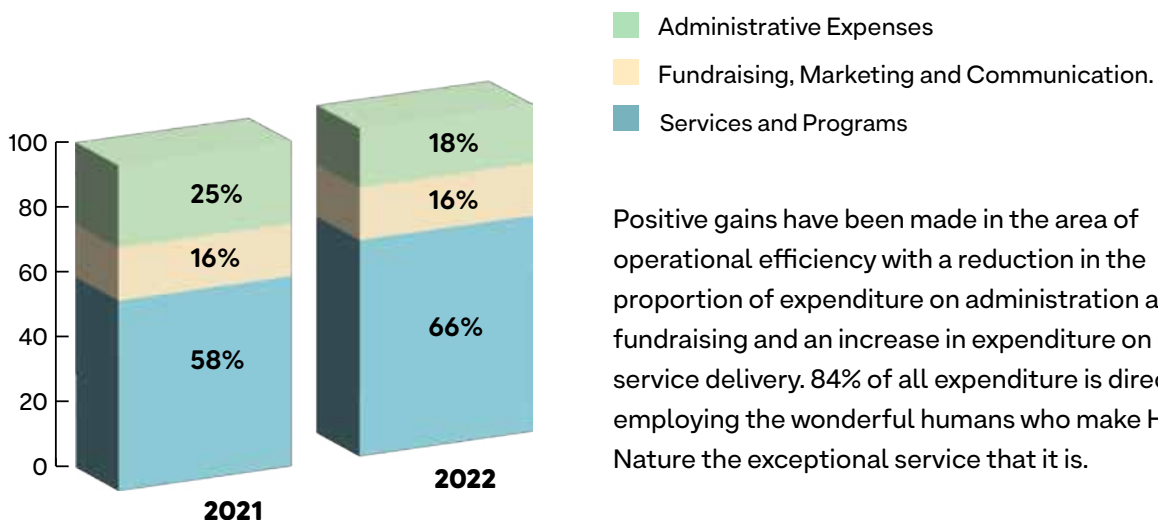 100
80
60
40
20
0
25%
16%
58%
2021
18%
16%
66%
2022
Administrative Expenses
Fundraising, Marketing and Communication.
Services and Programs
Positive gains have been made in the area of
operational efficiency with a reduction in the
proportion of expenditure on administration
fundraising and an increase in expenditure on
service delivery. 84% of all expenditure is
employing the wonderful humans who make
Nature the exceptional service that it is.